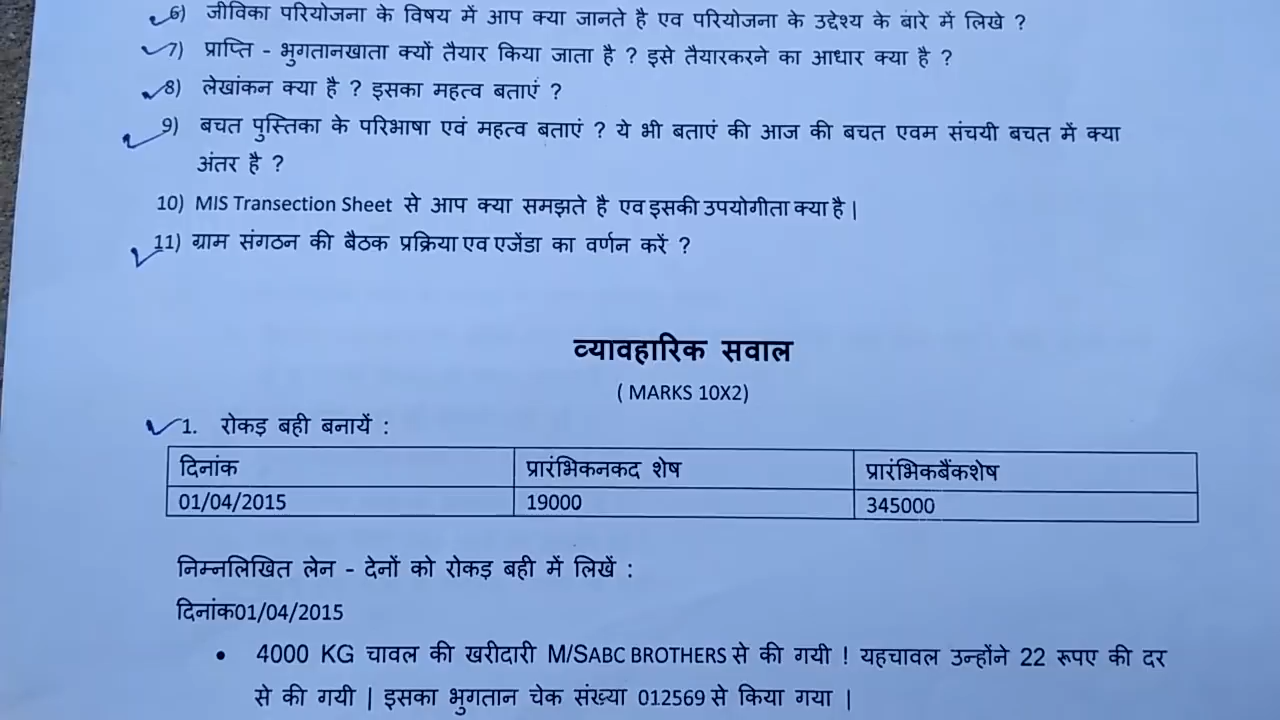 6) जीविका परियोजना के विषय में आप क्या जानते है एव परियोजना के उद्देश्य के बारे में लिखे ?
7) प्राप्ति - भुगतानखाता क्यों तैयार किया जाता है ? इसे तैयारकरने का आधार क्या है ?
8) लेखांकन क्या है ? इसका महत्व बताएं ?
9) बचत पुस्तिका के परिभाषा एवं महत्व बताएं ? ये भी बताएं की आज की बचत एवम संचयी बचत में क्या
अंतर है ?
10) MIS Transection Sheet से आप क्या समझते है एव इसकी उपयोगीता क्या है |
11) ग्राम संगठन की बैठक प्रक्रिया एव एजेंडा का वर्णन करें ?
व्यावहारिक सवाल
( MARKS 10X2)
1. रोकड़ बही बनायें :
दिनांक प्रारंभिकनकद शेष प्रारंभिकबैंकशेष
01/04/2015 19000 345000
निम्नलिखित लेन - देनों को रोकड़ बही में लिखें :
दिनांक01/04/2015
• 4000 KG चावल की खरीदारी M/SABC BROTHERS से की गयी ! यहचावल उन्होंने 22 रूपए की दर
से की गयी | इसका भुगतान चेक संख्या 012569 से किया गया |